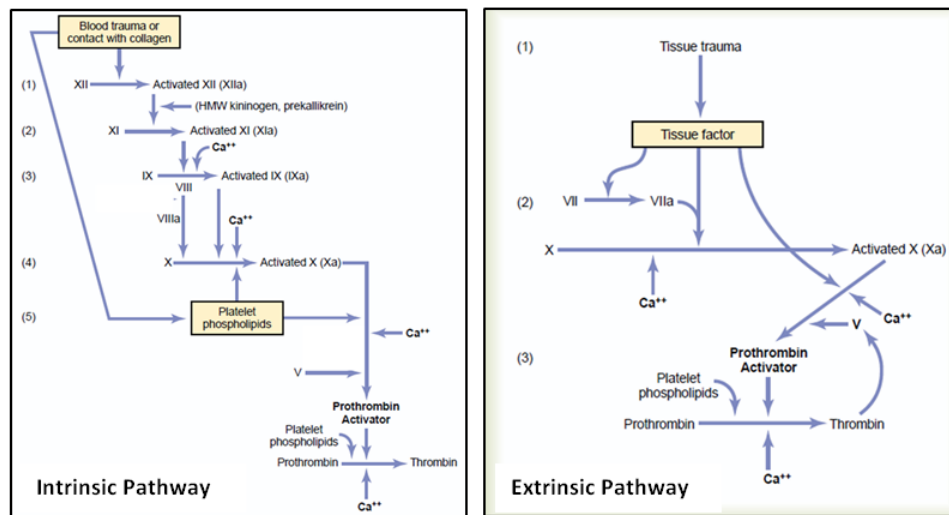 Blood trauma or
contact with collagen
(1)
XII
Activated XII (XIIa)
(HMW kininogen, prekallikrein)
(2)
XI
Activated XI (XIa)
Ca++
(3)
IX
Activated IX (IXa)
VIII
VIIIa
Ca++
(4)
X
Activated X (Xa)
(5)
Platelet
phospholipids
Ca++
V
Prothrombin
Activator
Platelet
phospholipids
Prothrombin
Thrombin
Ca++
Intrinsic Pathway
(1)
Tissue trauma
Tissue factor
(2)
VII
VIIa
X
Activated X (Xa)
Ca++
Ca++
V
(3)
Prothrombin
Activator
Platelet
phospholipids
Prothrombin
Thrombin
Ca++
Extrinsic Pathway